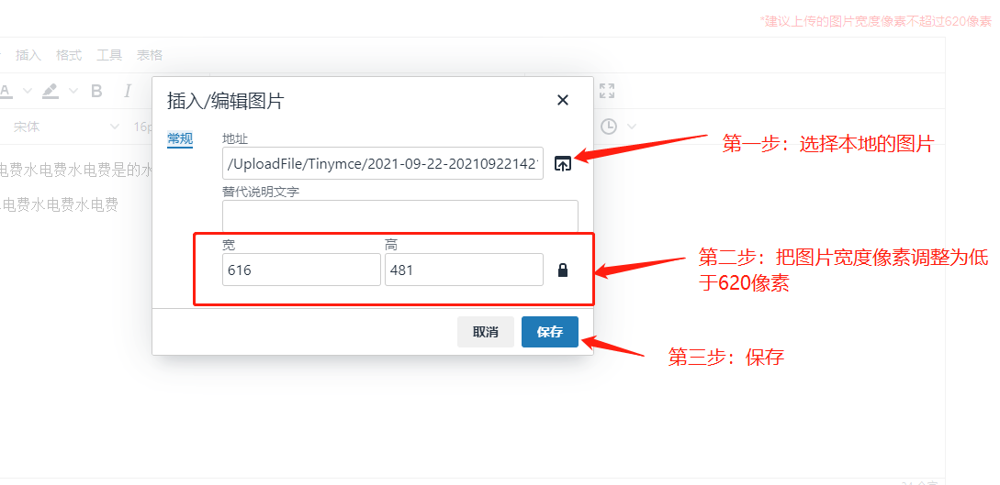 *建议上传的图片宽度像素不超过620像素
插入 格式 工具 表格
A B I
宋体 16p
插入/编辑图片
常规 地址
/UploadFile/Tinymce/2021-09-22-202109221421
第一步：选择本地的图片
电费水电费水电费是的水
替代说明文字
电费水电费水电费
宽 高
616 481
第二步：把图片宽度像素调整为低
于620像素
取消 保存
第三步：保存